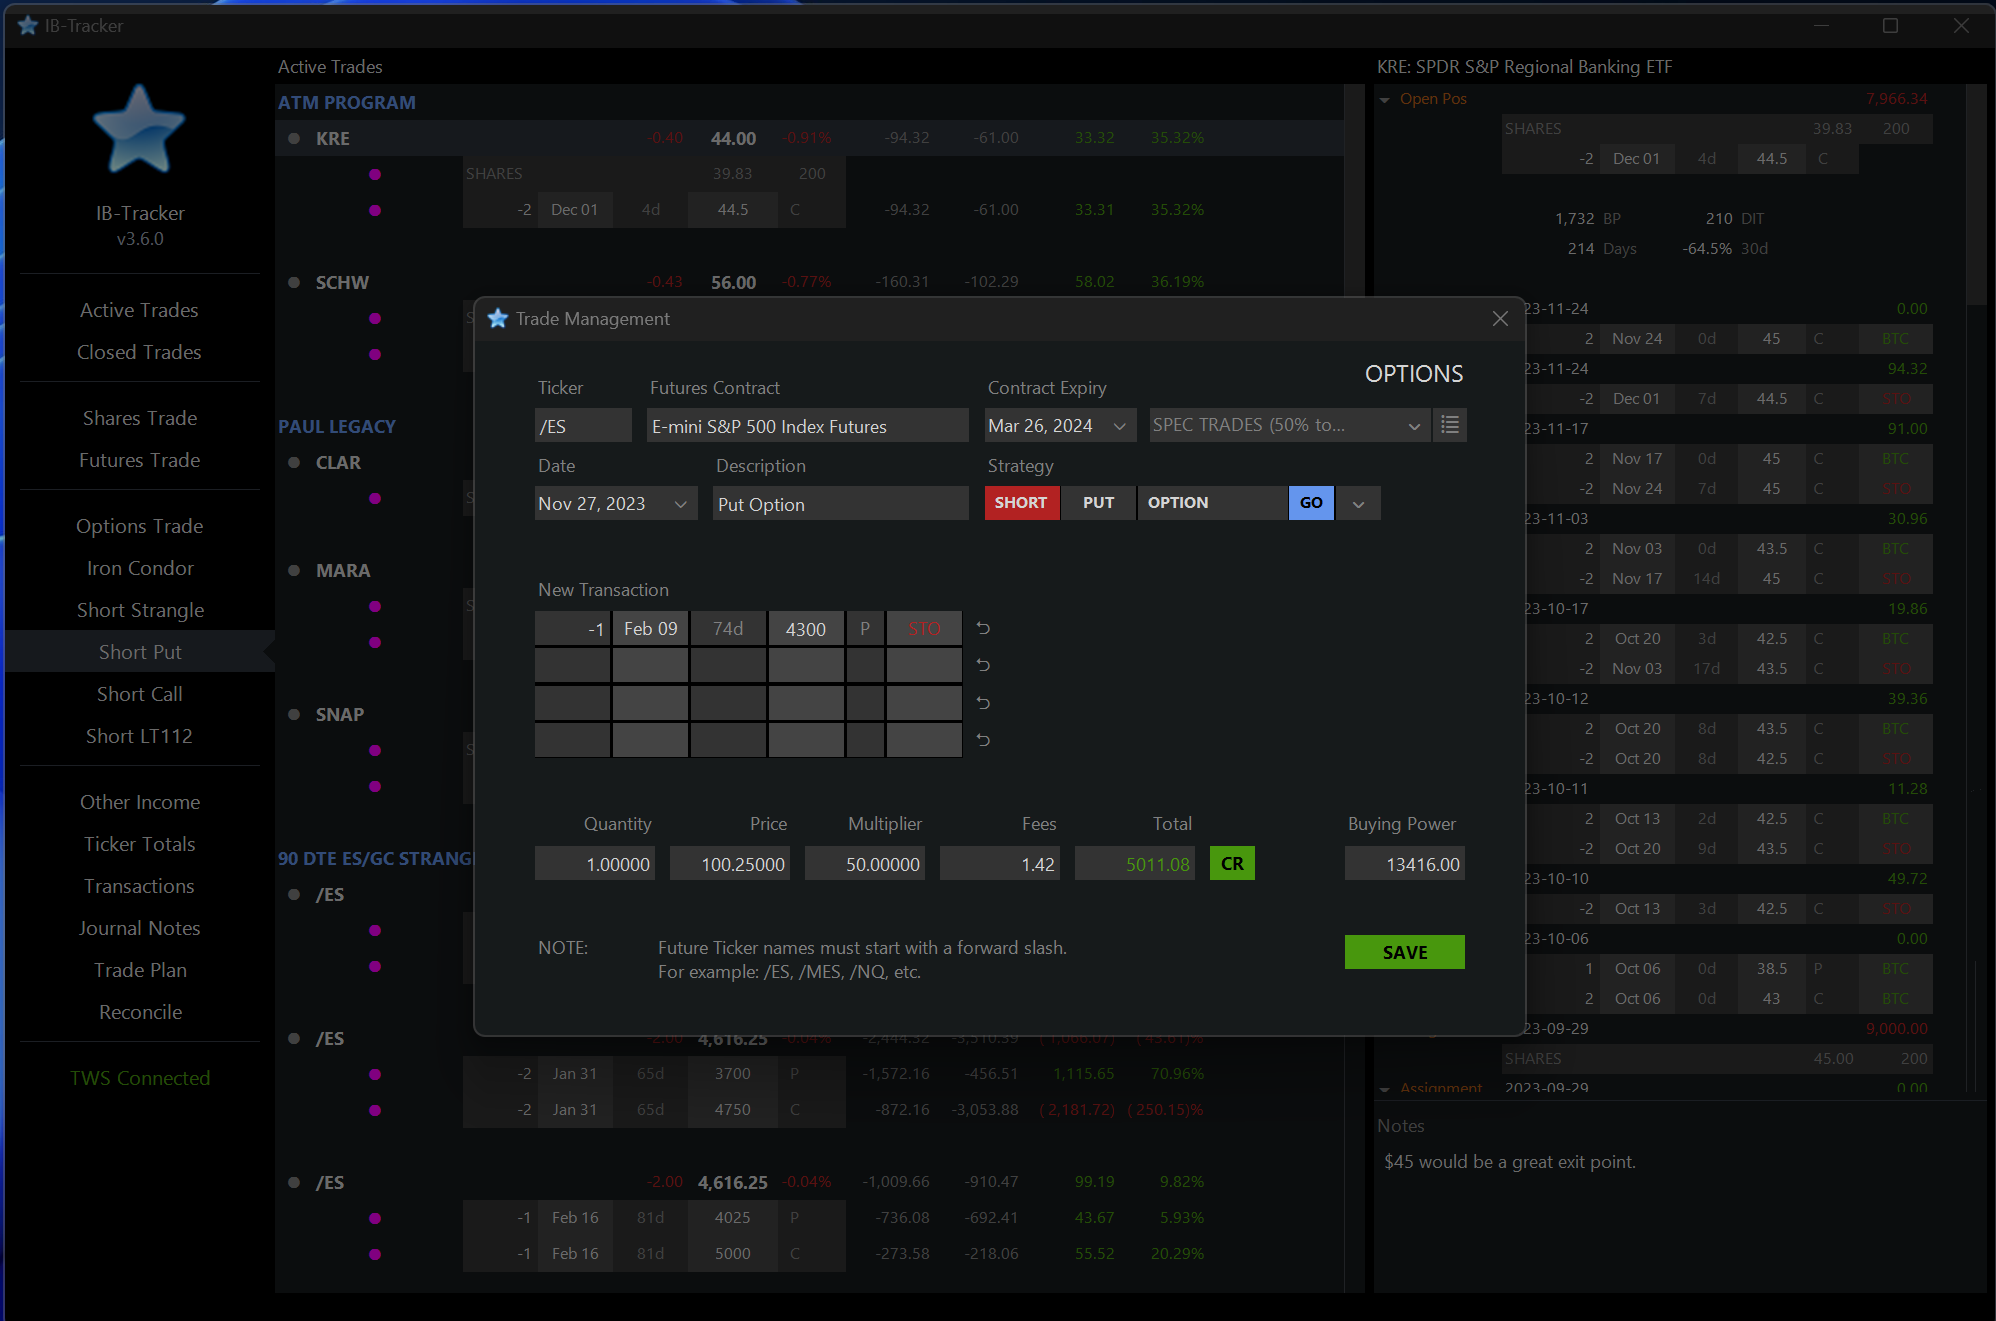 IB-Tracker
IB-Tracker
v3.6.0
Active Trades
Closed Trades
Shares Trade
Futures Trade
Options Trade
Iron Condor
Short Strangle
Short Put
Short Call
Short LT112
Other Income
Ticker Totals
Transactions
Journal Notes
Trade Plan
Reconcile
TWS Connected
Active Trades
ATM PROGRAM
KRE -0.40 44.00 -0.91% -94.32 -61.00 33.32 35.32%
SHARES 39.83 200
-2 Dec 01 4d 44.5 C -94.32 -61.00 33.31 35.32%
SCHW -0.43 56.00 -0.77% -160.31 -102.29 58.02 36.19%
S
PAUL LEGACY
CLAR
S
MARA
S
SNAP
S
90 DTE ES/GC STRANG
/ES
/ES -2.00 4,616.25 -0.04% -2,444.32 -3,510.39 ( 1,066.07) ( 43.61)%
-2 Jan 31 65d 3700 P -1,572.16 -456.51 1,115.65 70.96%
-2 Jan 31 65d 4750 C -872.16 -3,053.88 ( 2,181.72) ( 250.15)%
/ES -2.00 4,616.25 -0.04% -1,009.66 -910.47 99.19 9.82%
-1 Feb 16 81d 4025 P -736.08 -692.41 43.67 5.93%
-1 Feb 16 81d 5000 C -273.58 -218.06 55.52 20.29%
Trade Management
OPTIONS
Ticker Futures Contract Contract Expiry
/ES E-mini S&P 500 Index Futures Mar 26, 2024 SPEC TRADES (50% to...
Date Description Strategy
Nov 27, 2023 Put Option SHORT PUT OPTION GO
New Transaction
-1 Feb 09 74d 4300 P STO
Quantity Price Multiplier Fees Total Buying Power
1.00000 100.25000 50.00000 1.42 5011.08 CR 13416.00
NOTE: Future Ticker names must start with a forward slash.
For example: /ES, /MES, /NQ, etc.
SAVE
KRE: SPDR S&P Regional Banking ETF
Open Pos 7,966.34
SHARES 39.83 200
-2 Dec 01 4d 44.5 C
1,732 BP 210 DIT
214 Days -64.5% 30d
23-11-24 0.00
2 Nov 24 0d 45 C BTC
23-11-24 94.32
-2 Dec 01 7d 44.5 C STO
23-11-17 91.00
2 Nov 17 0d 45 C BTC
-2 Nov 24 7d 45 C STO
23-11-03 30.96
2 Nov 03 0d 43.5 C BTC
-2 Nov 17 14d 45 C STO
23-10-17 19.86
2 Oct 20 3d 42.5 C BTC
-2 Nov 03 17d 43.5 C STO
23-10-12 39.36
2 Oct 20 8d 43.5 C BTC
-2 Oct 20 8d 42.5 C STO
23-10-11 11.28
2 Oct 13 2d 42.5 C BTC
-2 Oct 20 9d 43.5 C STO
23-10-10 49.72
-2 Oct 13 3d 42.5 C STO
23-10-06 0.00
1 Oct 06 0d 38.5 P BTC
2 Oct 06 0d 43 C BTC
23-09-29 9,000.00
SHARES 45.00 200
Assignment 2023-09-29 0.00
Notes
$45 would be a great exit point.